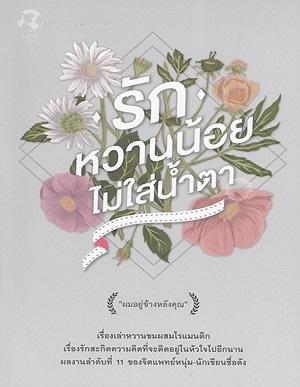 รัก
หวานน้อย
ไม่ใส่น้ำตา
"ผมอยู่ข้างหลังคุณ"
เรื่องเล่าหวานขมผสมโรแมนติก
เรื่องรักสะกิดความคิดที่จะติดอยู่ในหัวใจไปอีกนาน
ผลงานลำดับที่ 11 ของจิตแพทย์หนุ่ม-นักเขียนชื่อดัง